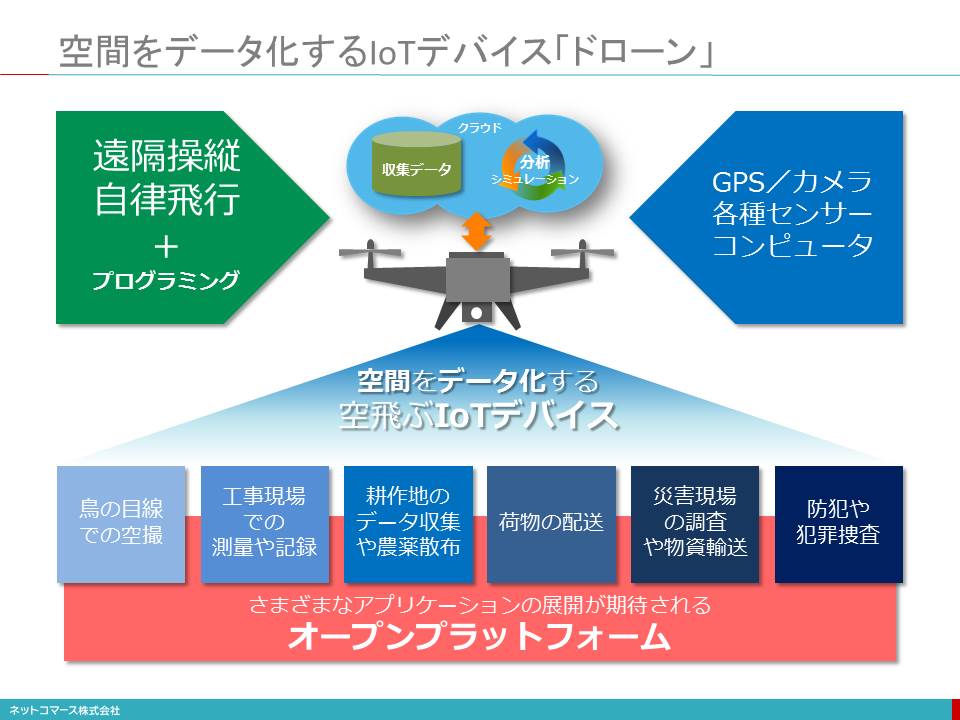 空間をデータ化するIoTデバイス「ドローン」
遠隔操縦
自律飛行
＋
プログラミング
クラウド
収集データ
分析
シミュレーション
GPS／カメラ
各種センサー
コンピュータ
空間をデータ化する
空飛ぶIoTデバイス
鳥の目線
での空撮
工事現場
での
測量や記録
耕作地の
データ収集
や農薬散布
荷物の配送
災害現場
の調査
や物資輸送
防犯や
犯罪捜査
さまざまなアプリケーションの展開が期待される
オープンプラットフォーム
ネットコマース株式会社